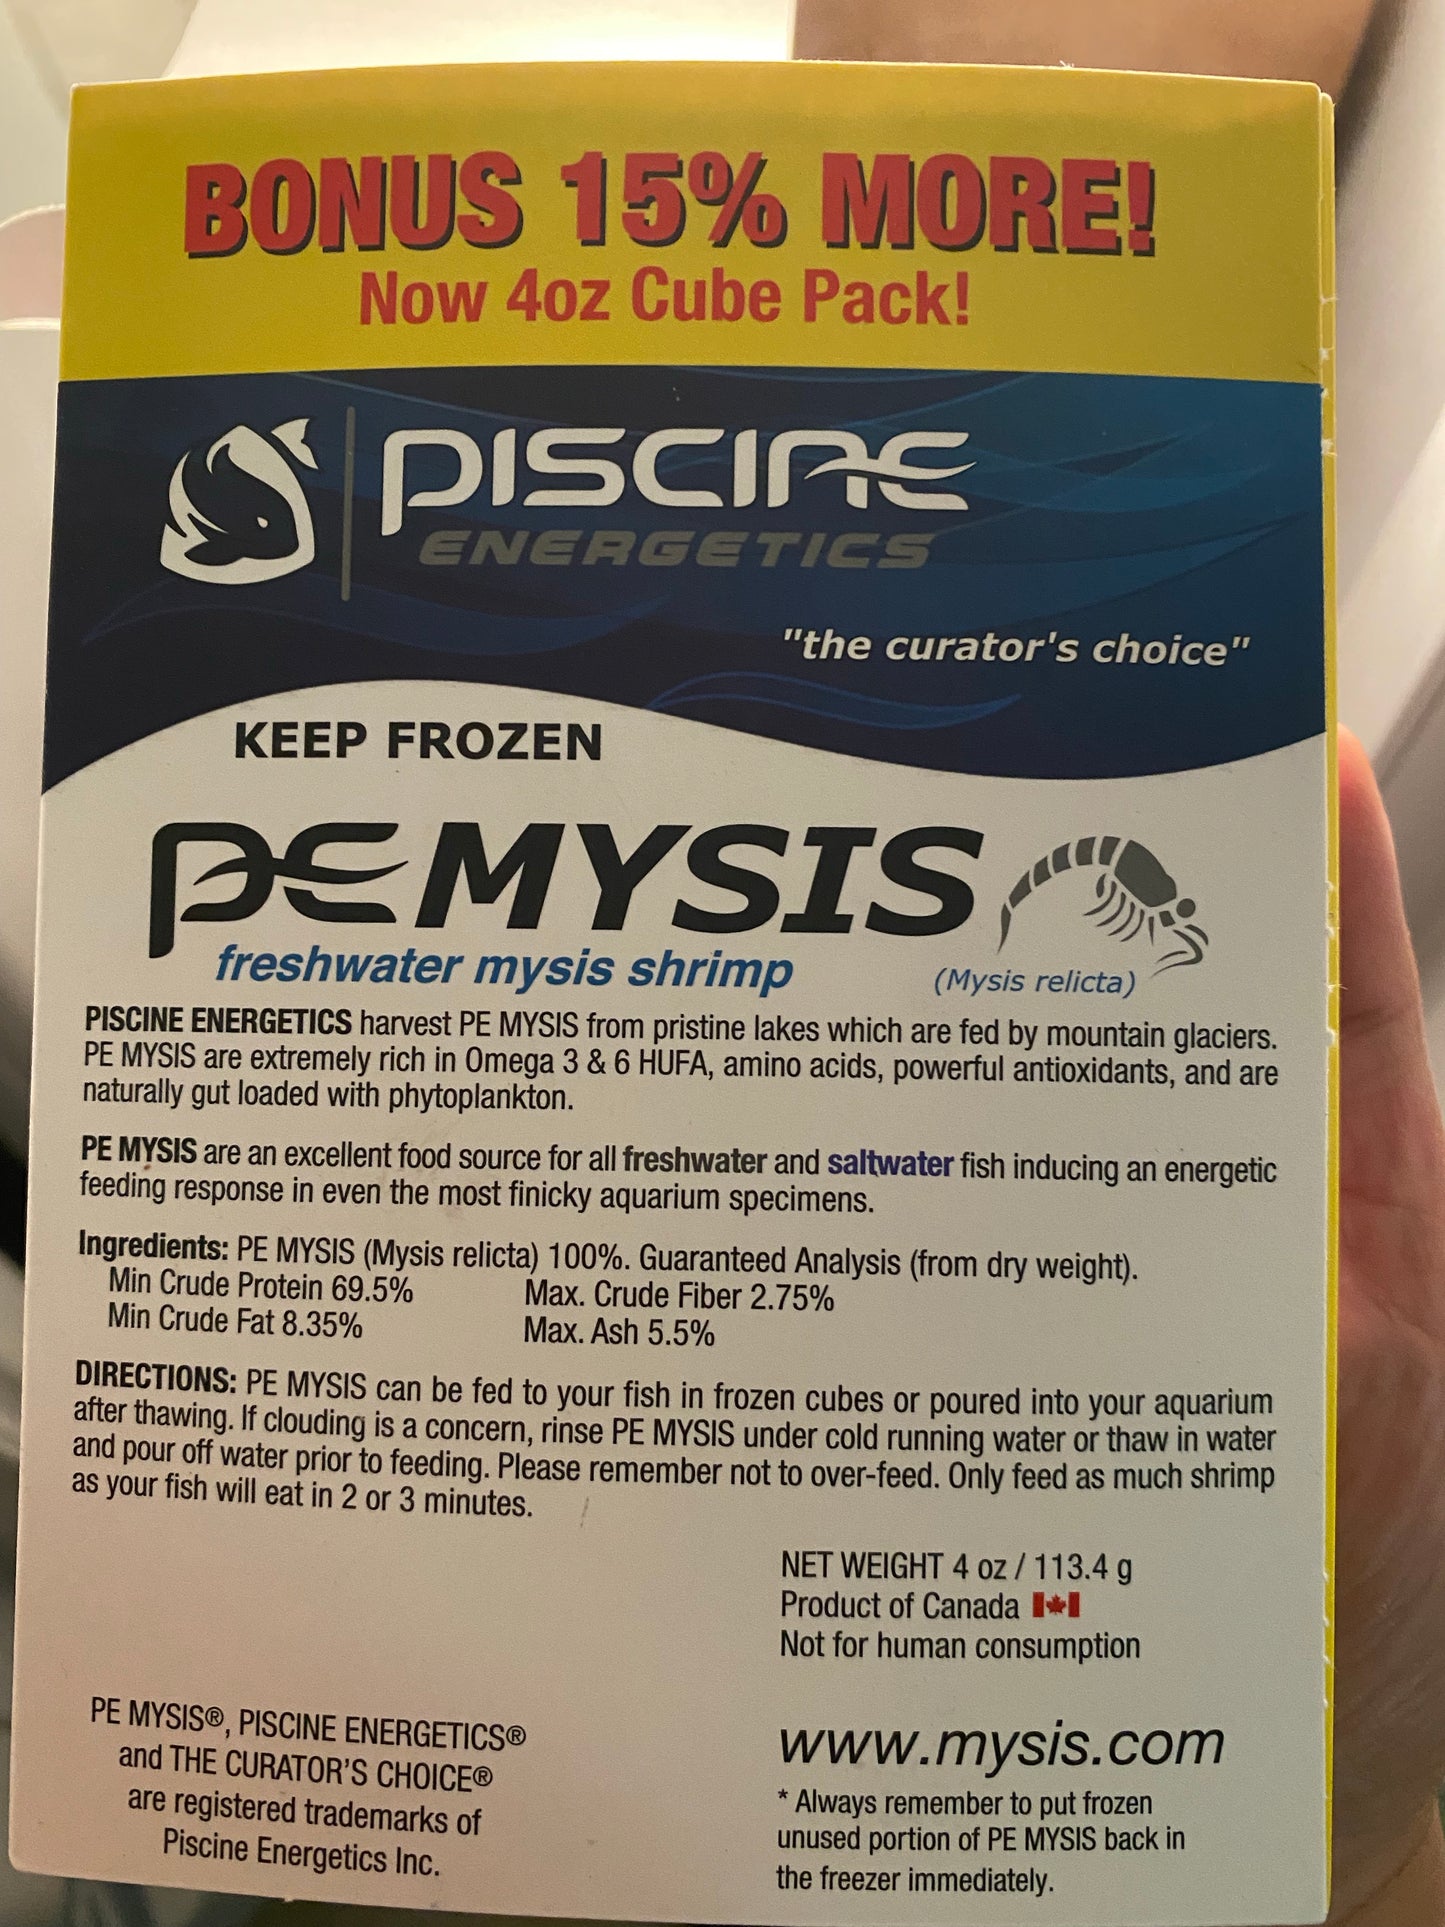 BONUS 15% MORE!
Now 4oz Cube Pack!
PISCINE
ENERGETICS
"the curator's choice"
KEEP FROZEN
PE MYSIS
freshwater mysis shrimp
(Mysis relicta)
PISCINE ENERGETICS harvest PE MYSIS from pristine lakes which are fed by mountain glaciers.
PE MYSIS are extremely rich in Omega 3 & 6 HUFA, amino acids, powerful antioxidants, and are
naturally gut loaded with phytoplankton.
PE MYSIS are an excellent food source for all freshwater and saltwater fish inducing an energetic
feeding response in even the most finicky aquarium specimens.
Ingredients: PE MYSIS (Mysis relicta) 100%. Guaranteed Analysis (from dry weight).
Min Crude Protein 69.5% Max. Crude Fiber 2.75%
Min Crude Fat 8.35% Max. Ash 5.5%
DIRECTIONS: PE MYSIS can be fed to your fish in frozen cubes or poured into your aquarium
after thawing. If clouding is a concern, rinse PE MYSIS under cold running water or thaw in water
and pour off water prior to feeding. Please remember not to over-feed. Only feed as much shrimp
as your fish will eat in 2 or 3 minutes.
NET WEIGHT 4 oz / 113.4 g
Product of Canada
Not for human consumption
PE MYSIS®, PISCINE ENERGETICS®
and THE CURATOR'S CHOICE®
are registered trademarks of
Piscine Energetics Inc.
www.mysis.com
* Always remember to put frozen
unused portion of PE MYSIS back in
the freezer immediately.